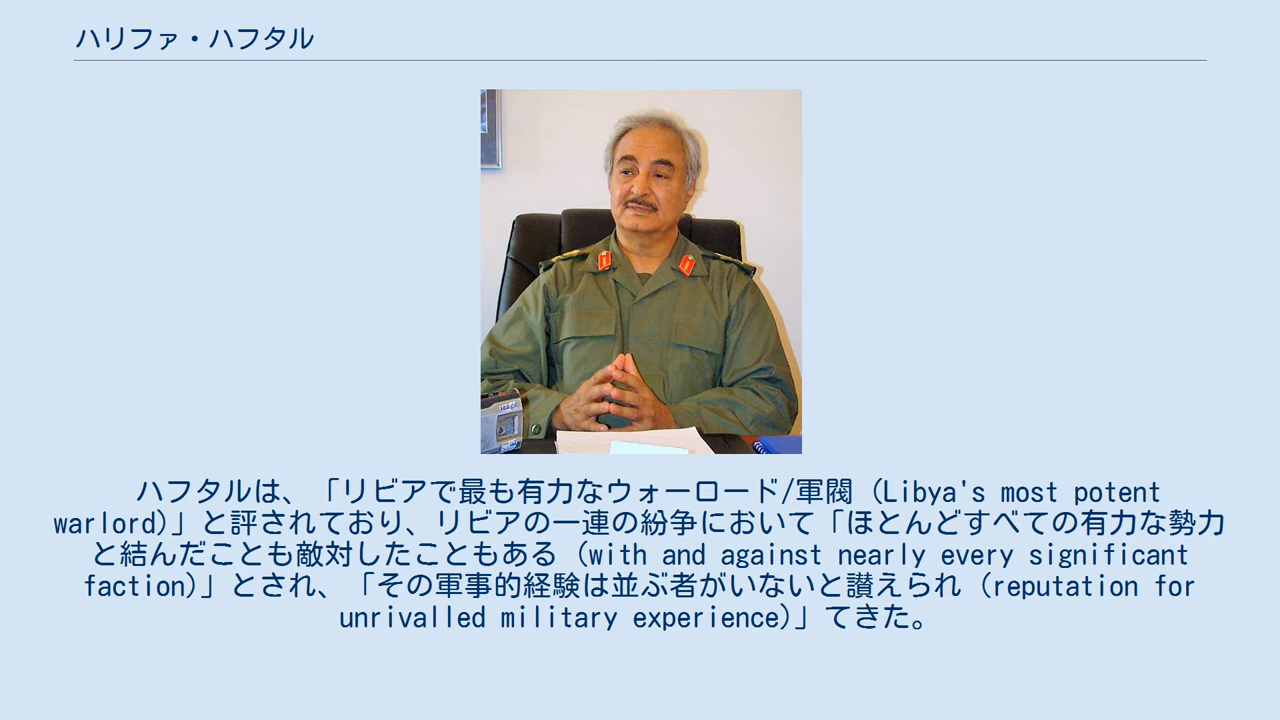 ハリファ・ハフタル
ハフタルは、「リビアで最も有力なウォーロード/軍閥 (Libya's most potent
warlord)」と評されており、リビアの一連の紛争において「ほとんどすべての有力な勢力
と結んだことも敵対したこともある (with and against nearly every significant
faction)」とされ、「その軍事的経験は並ぶ者がいないと讃えられ (reputation for
unrivalled military experience)」てきた。